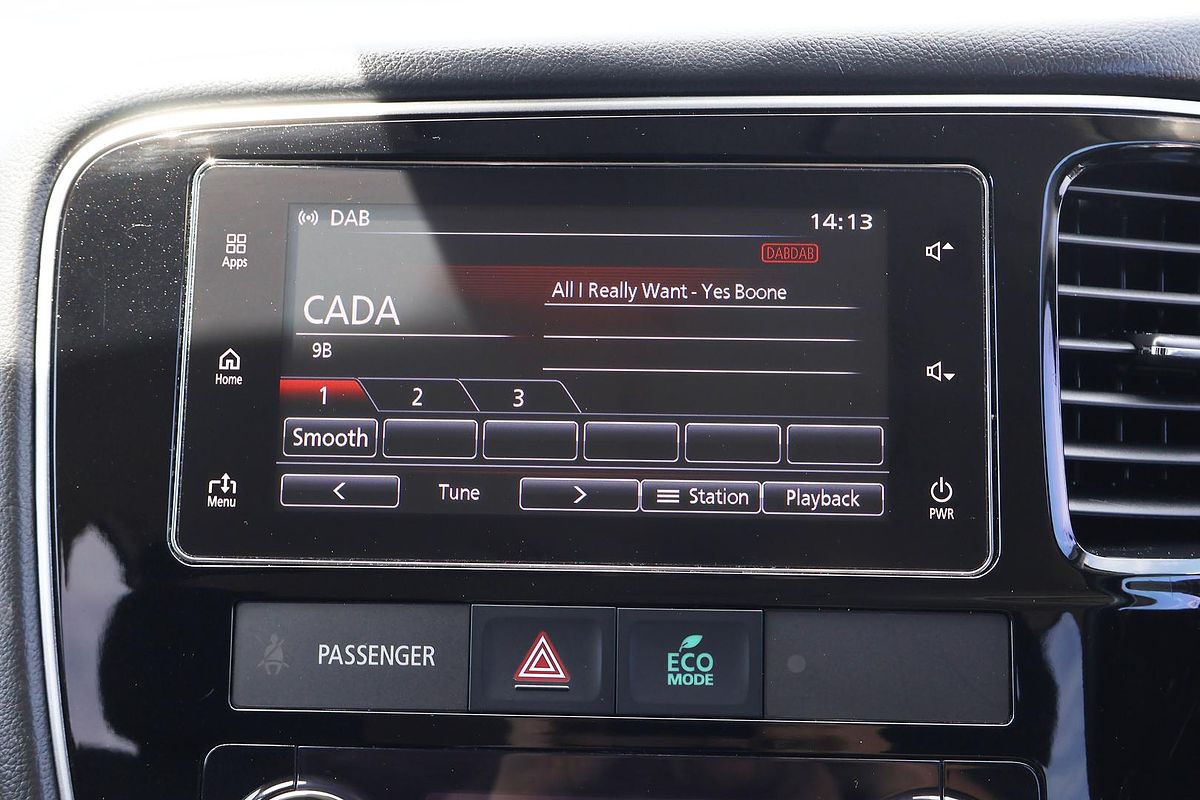 DAB
14:13
DABDAB
Apps
All I Really Want - Yes Boone
CADA
9B
Home
1 2 3
Smooth
Menu
< Tune > Station Playback
PWR
PASSENGER
ECO
MODE